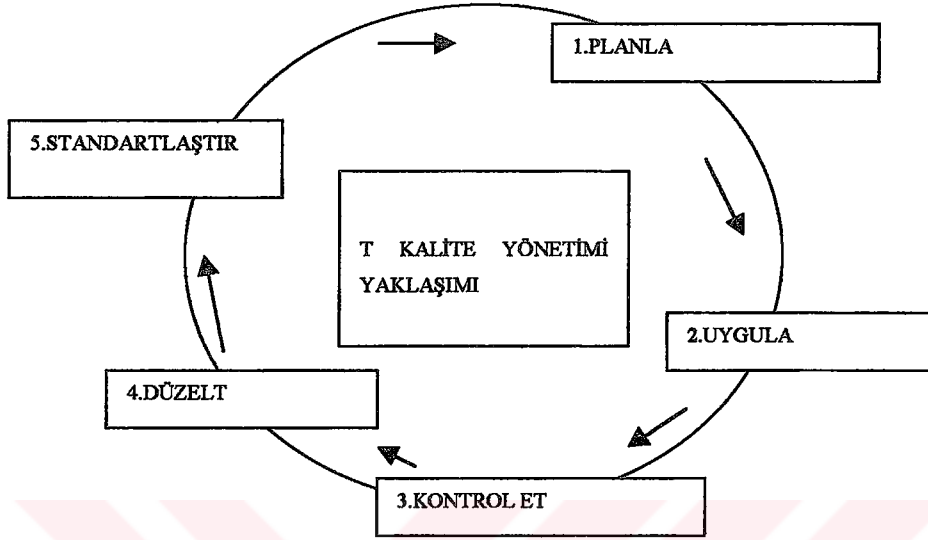 1.PLANLA
5.STANDARTLAŞTIR
T KALİTE YÖNETİMİ
YAKLAŞIMI
2.UYGULA
4.DÜZELT
3.KONTROL ET